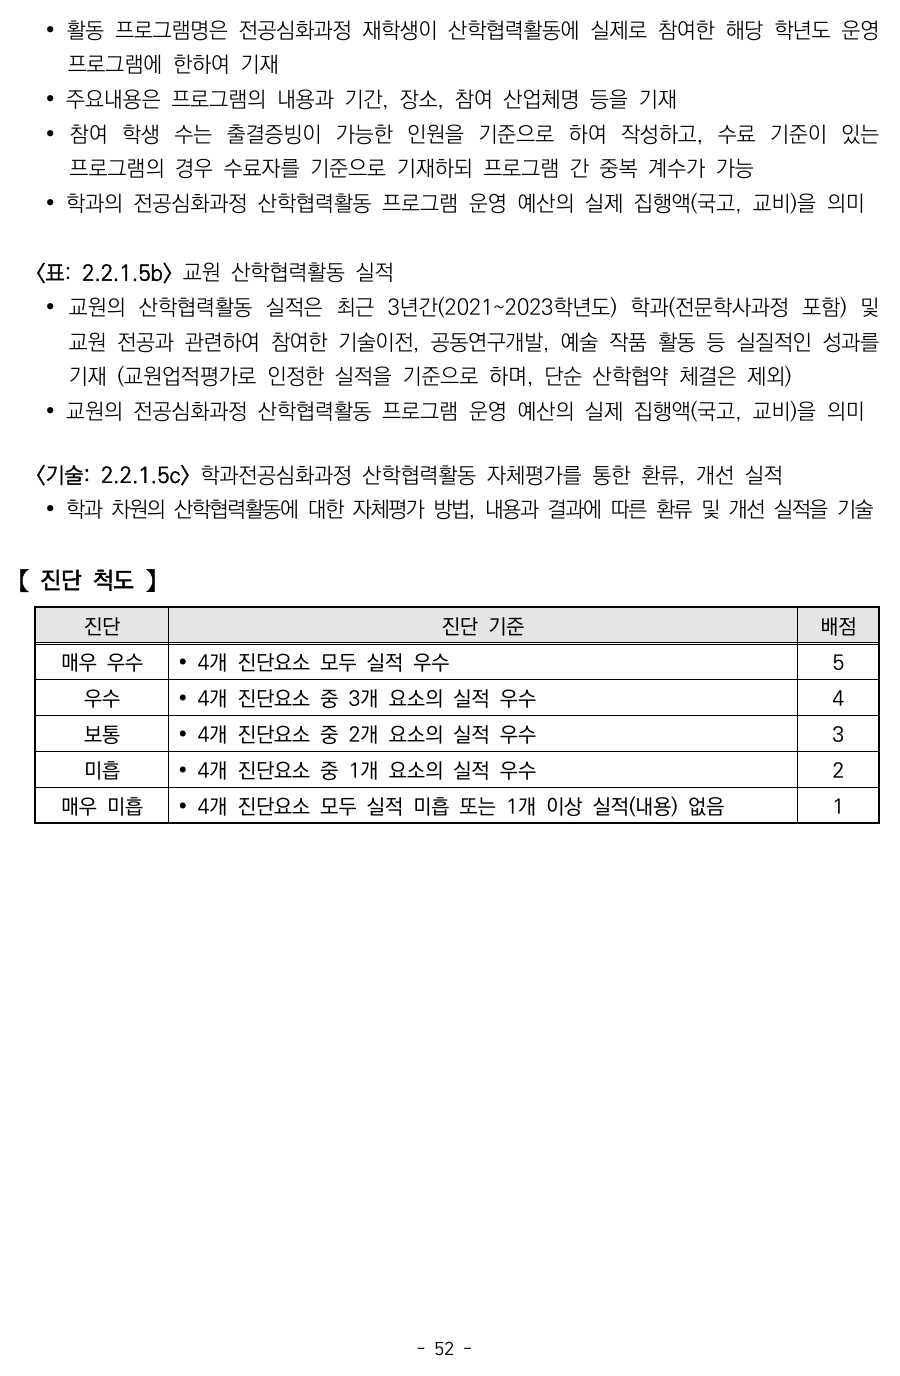 • 활동 프로그램명은 전공심화과정 재학생이 산학협력활동에 실제로 참여한 해당 학년도 운영
프로그램에 한하여 기재
• 주요내용은 프로그램의 내용과 기간, 장소, 참여 산업체명 등을 기재
• 참여 학생 수는 출결증빙이 가능한 인원을 기준으로 하여 작성하고, 수료 기준이 있는
프로그램의 경우 수료자를 기준으로 기재하되 프로그램 간 중복 계수가 가능
• 학과의 전공심화과정 산학협력활동 프로그램 운영 예산의 실제 집행액(국고, 교비)을 의미
<표: 2.2.1.5b> 교원 산학협력활동 실적
• 교원의 산학협력활동 실적은 최근 3년간(2021~2023학년도) 학과(전문학사과정 포함) 및
교원 전공과 관련하여 참여한 기술이전, 공동연구개발, 예술 작품 활동 등 실질적인 성과를
기재 (교원업적평가로 인정한 실적을 기준으로 하며, 단순 산학협약 체결은 제외)
• 교원의 전공심화과정 산학협력활동 프로그램 운영 예산의 실제 집행액(국고, 교비)을 의미
<기술: 2.2.1.5c> 학과전공심화과정 산학협력활동 자체평가를 통한 환류, 개선 실적
• 학과 차원의 산학협력활동에 대한 자체평가 방법, 내용과 결과에 따른 환류 및 개선 실적을 기술
【 진단 척도 】
진단 진단 기준 배점
매우 우수 • 4개 진단요소 모두 실적 우수 5
우수 • 4개 진단요소 중 3개 요소의 실적 우수 4
보통 • 4개 진단요소 중 2개 요소의 실적 우수 3
미흡 • 4개 진단요소 중 1개 요소의 실적 우수 2
매우 미흡 • 4개 진단요소 모두 실적 미흡 또는 1개 이상 실적(내용) 없음 1
- 52 -